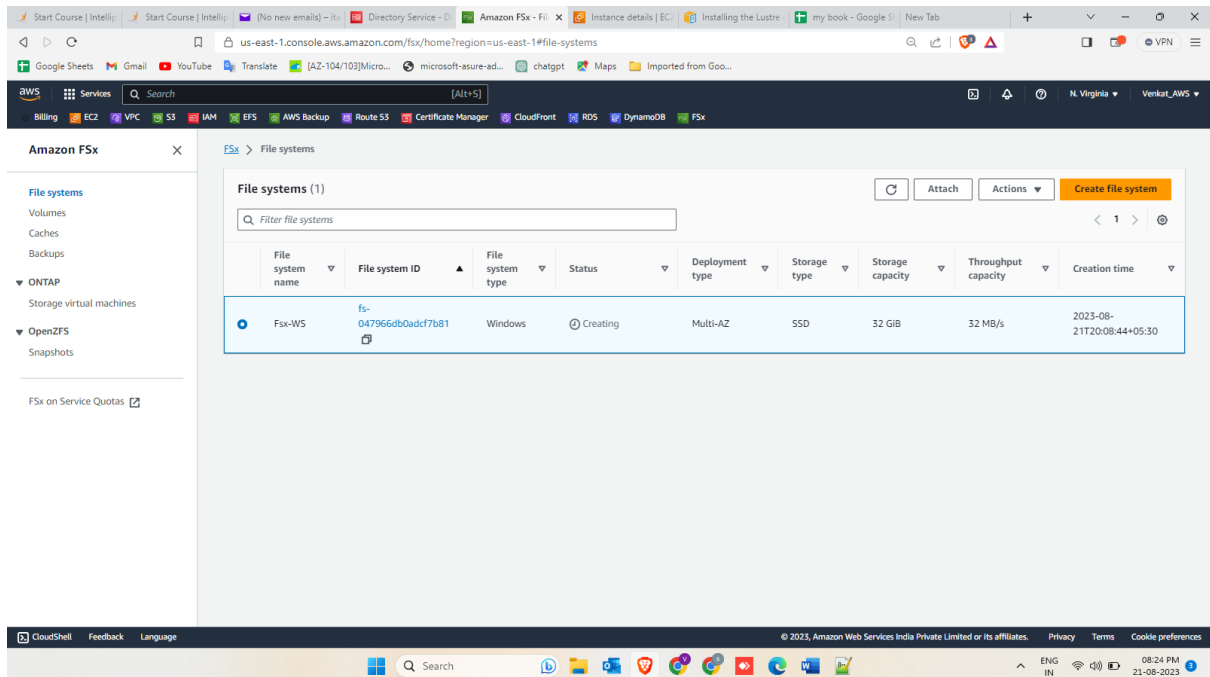 Start Course | Intellip
Start Course | Intellip
(No new emails) – ita
Directory Service - D
Amazon FSx - Fil
Instance details | EC2
Installing the Lustre
my book - Google Sh
New Tab
us-east-1.console.aws.amazon.com/fsx/home?region=us-east-1#file-systems
VPN
Google Sheets Gmail YouTube Translate [AZ-104/103]Micro... microsoft-asure-ad... chatgpt Maps Imported from Goo...
aws Services Search [Alt+S] N. Virginia Venkat_AWS
Billing EC2 VPC S3 IAM EFS AWS Backup Route 53 Certificate Manager CloudFront RDS DynamoDB FSx
Amazon FSx
File systems
Volumes
Caches
Backups
ONTAP
Storage virtual machines
OpenZFS
Snapshots
FSx on Service Quotas
FSx > File systems
File systems (1)
Attach Actions Create file system
Filter file systems
1
File system name
File system ID
File system type
Status
Deployment type
Storage type
Storage capacity
Throughput capacity
Creation time
Fsx-WS
fs-
047966db0adcf7b81
Windows
Creating
Multi-AZ
SSD
32 GiB
32 MB/s
2023-08-
21T20:08:44+05:30
CloudShell Feedback Language © 2023, Amazon Web Services India Private Limited or its affiliates. Privacy Terms Cookie preferences
Search
ENG
IN
08:24 PM
21-08-2023
3